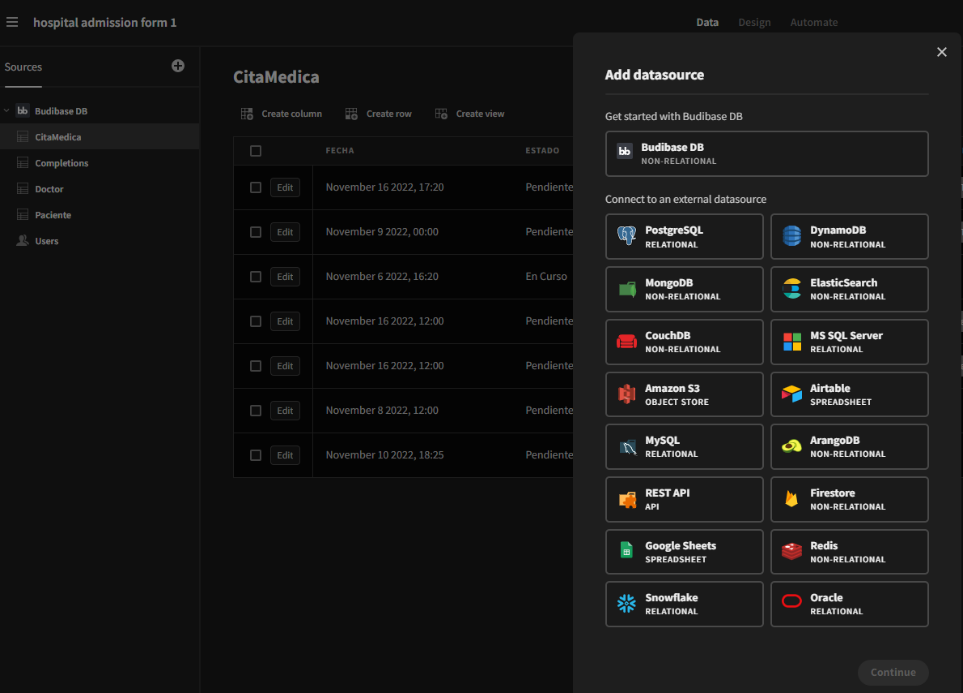 hospital admission form 1
Data Design Automate
Sources
bb Budibase DB
CitaMedica
Completions
Doctor
Paciente
Users
CitaMedica
Create column Create row Create view
FECHA ESTADO
Edit November 16 2022, 17:20 Pendiente
Edit November 9 2022, 00:00 Pendiente
Edit November 6 2022, 16:20 En Curso
Edit November 16 2022, 12:00 Pendiente
Edit November 16 2022, 12:00 Pendiente
Edit November 8 2022, 12:00 Pendiente
Edit November 10 2022, 18:25 Pendiente
Add datasource
Get started with Budibase DB
bb Budibase DB
NON-RELATIONAL
Connect to an external datasource
PostgreSQL
RELATIONAL
DynamoDB
NON-RELATIONAL
MongoDB
NON-RELATIONAL
ElasticSearch
NON-RELATIONAL
CouchDB
NON-RELATIONAL
MS SQL Server
RELATIONAL
Amazon S3
OBJECT STORE
Airtable
SPREADSHEET
MySQL
RELATIONAL
ArangoDB
NON-RELATIONAL
REST API
API
Firestore
NON-RELATIONAL
Google Sheets
SPREADSHEET
Redis
NON-RELATIONAL
Snowflake
RELATIONAL
Oracle
RELATIONAL
Continue